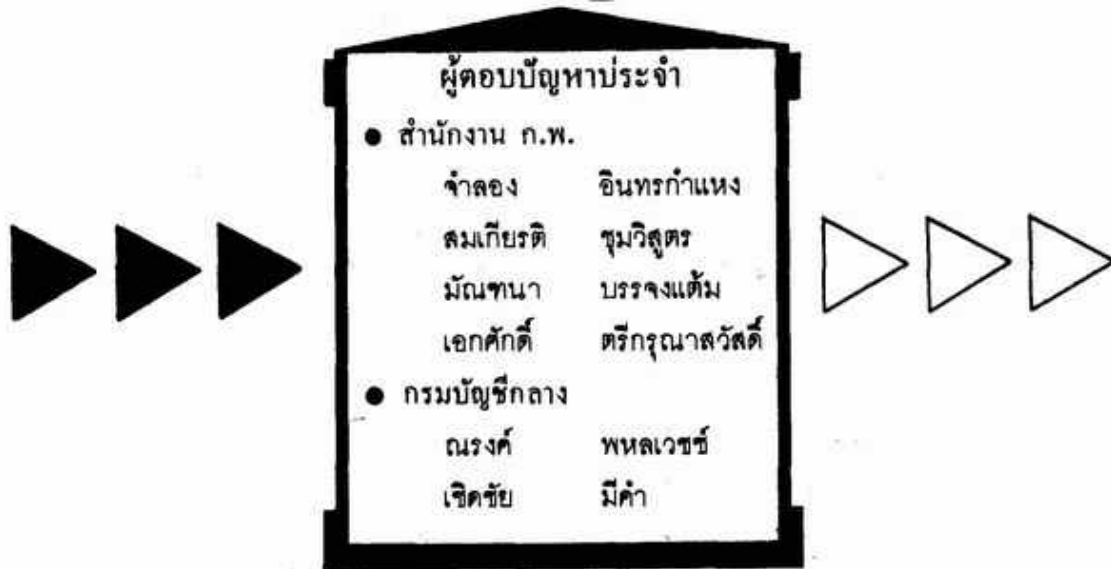 ผู้ตอบปัญหาประจำ
● สำนักงาน ก.พ.
จำลอง อินทรกำแหง
สมเกียรติ ชุมวิสูตร
มัณฑนา บรรจงแต้ม
เอกศักดิ์ ตรีกรุณาสวัสดิ์
● กรมบัญชีกลาง
ณรงค์ พหลเวชช์
เชิดชัย มีคำ